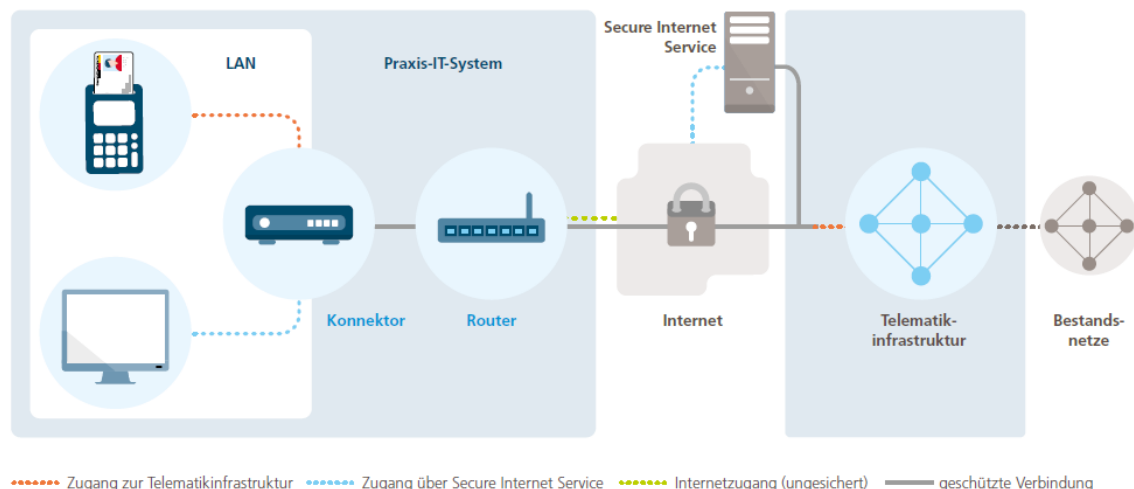 Secure Internet
Service
LAN
Praxis-IT-System
Konnektor
Router
Internet
Telematik-
infrastruktur
Bestands-
netze
Zugang zur Telematikinfrastruktur
Zugang über Secure Internet Service
Internetzugang (ungesichert)
geschützte Verbindung